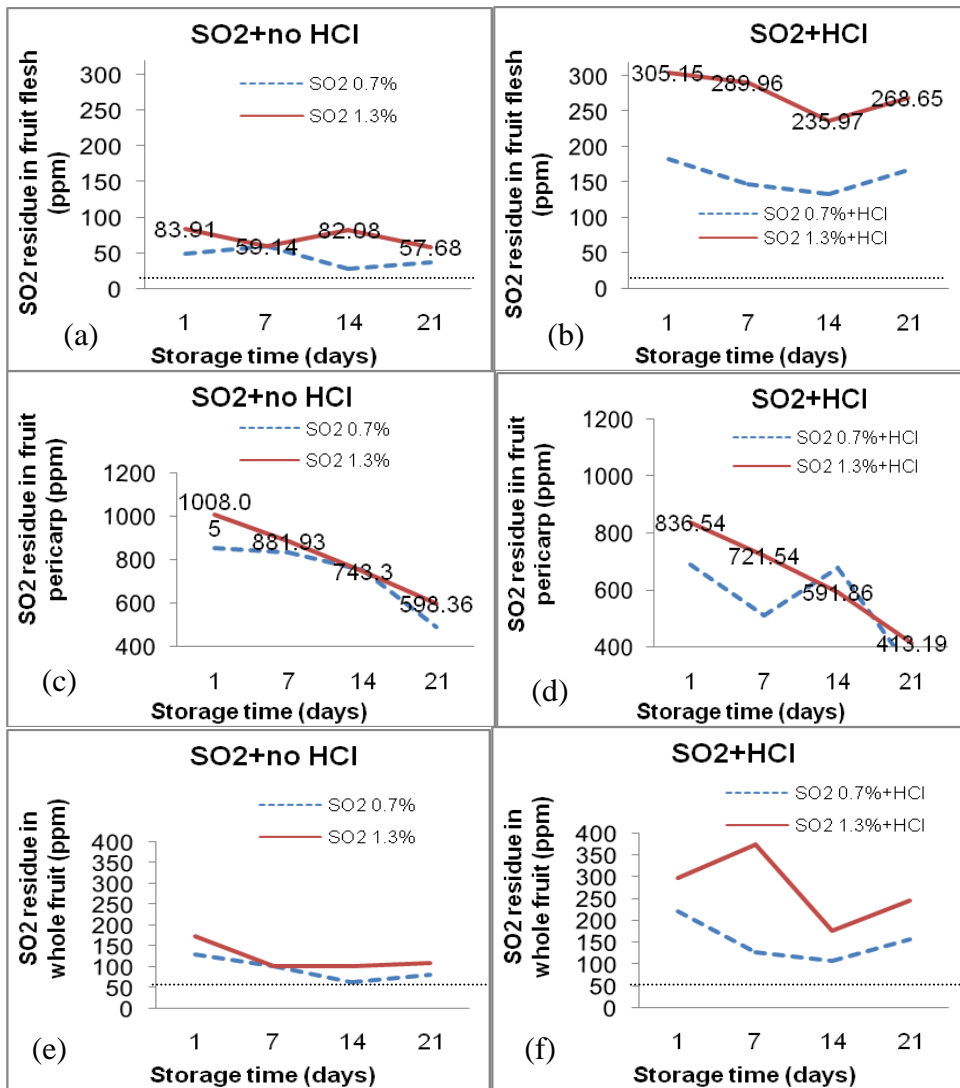 SO2+no HCl
SO2 residue in fruit flesh
(ppm)
300
250
200
150
100
50
0
SO2 0.7%
SO2 1.3%
83.91
59.14
82.08
57.68
1 7 14 21
(a)
Storage time (days)
SO2+HCl
SO2 residue in fruit flesh
(ppm)
300
250
200
150
100
50
0
305.15
289.96
235.97
268.65
SO2 0.7%+HCl
SO2 1.3%+HCl
1 7 14 21
(b)
Storage time (days)
SO2+no HCl
SO2 residue in fruit
pericarp (ppm)
SO2 0.7%
SO2 1.3%
1200
1000
800
600
400
1008.0
5
881.93
743.3
598.36
1 7 14 21
(c)
Storage time (days)
SO2+HCl
SO2 residue iin fruit
pericarp (ppm)
SO2 0.7%+HCl
SO2 1.3%+HCl
1200
1000
800
600
400
836.54
721.54
591.86
413.19
1 7 14 21
(d)
Storage time (days)
SO2+no HCl
SO2 residue in
whole fruit (ppm)
SO2 0.7%
SO2 1.3%
400
350
300
250
200
150
100
50
0
1 7 14 21
(e)
Storage time (days)
SO2+HCl
SO2 residue in
whole fruit (ppm)
SO2 0.7%+HCl
SO2 1.3%+HCl
400
350
300
250
200
150
100
50
0
1 7 14 21
(f)
Storage time (days)